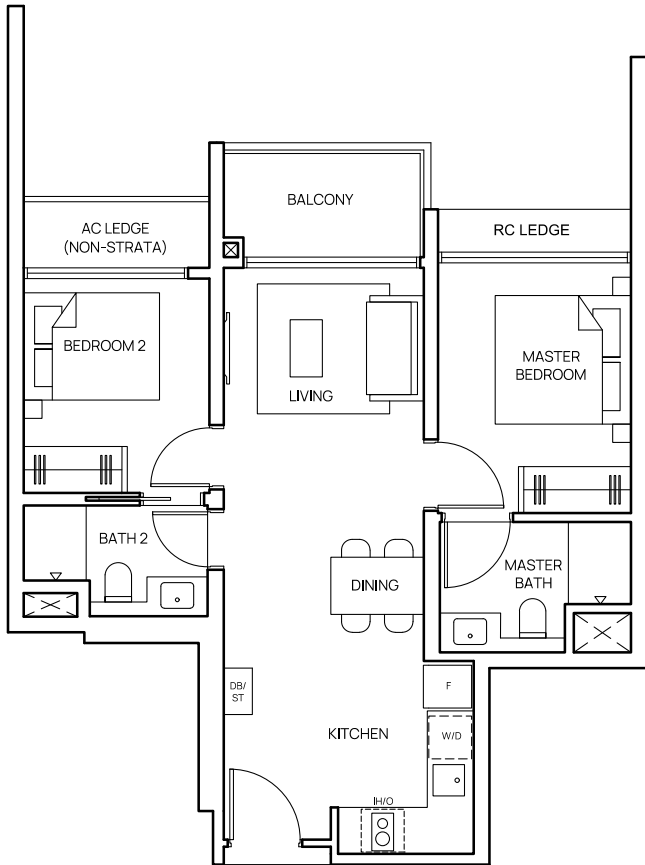 BALCONY
AC LEDGE
(NON-STRATA)
RC LEDGE
BEDROOM 2
MASTER
BEDROOM
LIVING
BATH 2
DINING
MASTER
BATH
DB/
ST
F
KITCHEN
W/D
IH/O